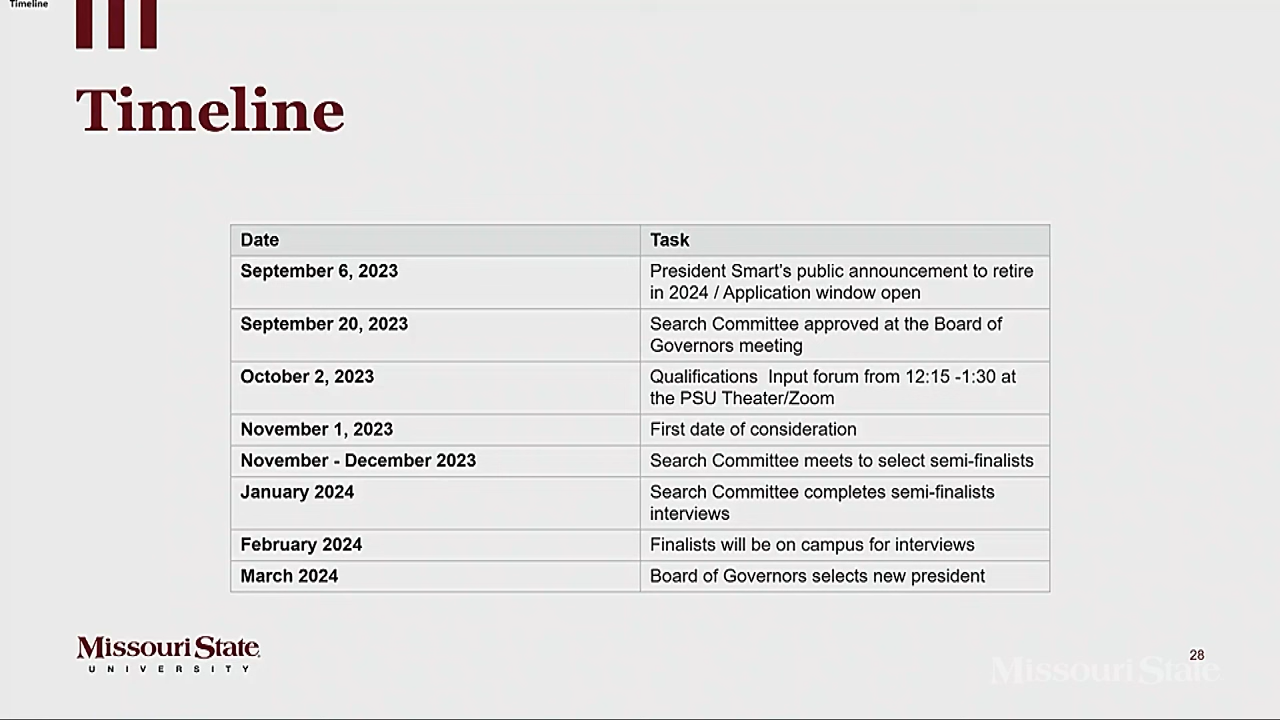 Timeline
Timeline
Date
Task
September 6, 2023
President Smart's public announcement to retire
in 2024 / Application window open
September 20, 2023
Search Committee approved at the Board of
Governors meeting
October 2, 2023
Qualifications  Input forum from 12:15 -1:30 at
the PSU Theater/Zoom
November 1, 2023
First date of consideration
November - December 2023
Search Committee meets to select semi-finalists
January 2024
Search Committee completes semi-finalists
interviews
February 2024
Finalists will be on campus for interviews
March 2024
Board of Governors selects new president
Missouri State
UNIVERSITY
28
Missouri State